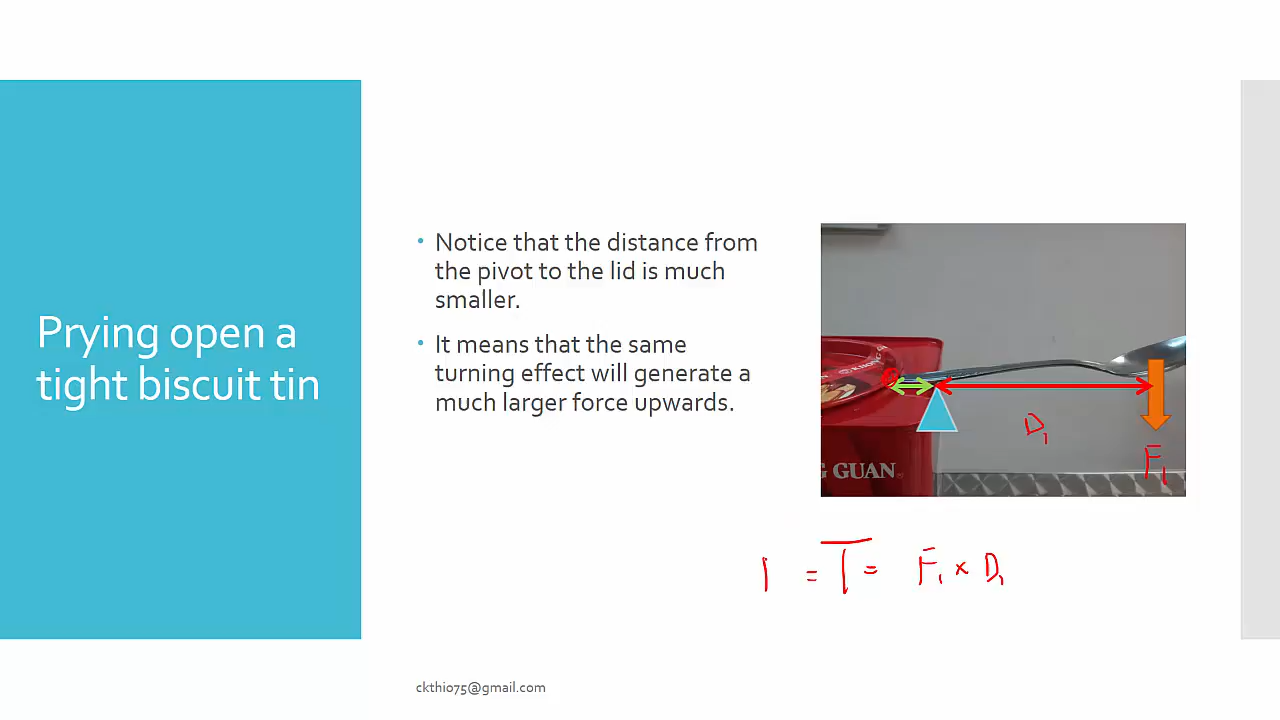 Prying open a
tight biscuit tin
Notice that the distance from
the pivot to the lid is much
smaller.
It means that the same
turning effect will generate a
much larger force upwards.
D₁
F₁
GUAN
= T = F₁ × D₁
ckthio75@gmail.com